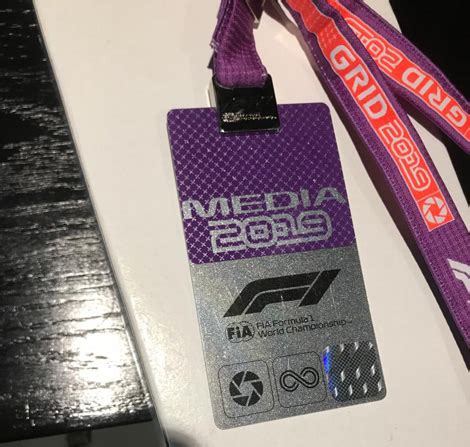 GRID 2019
GRID 2019
MEDIA
2019
F1
FiA
FIA Formula 1
World Championship